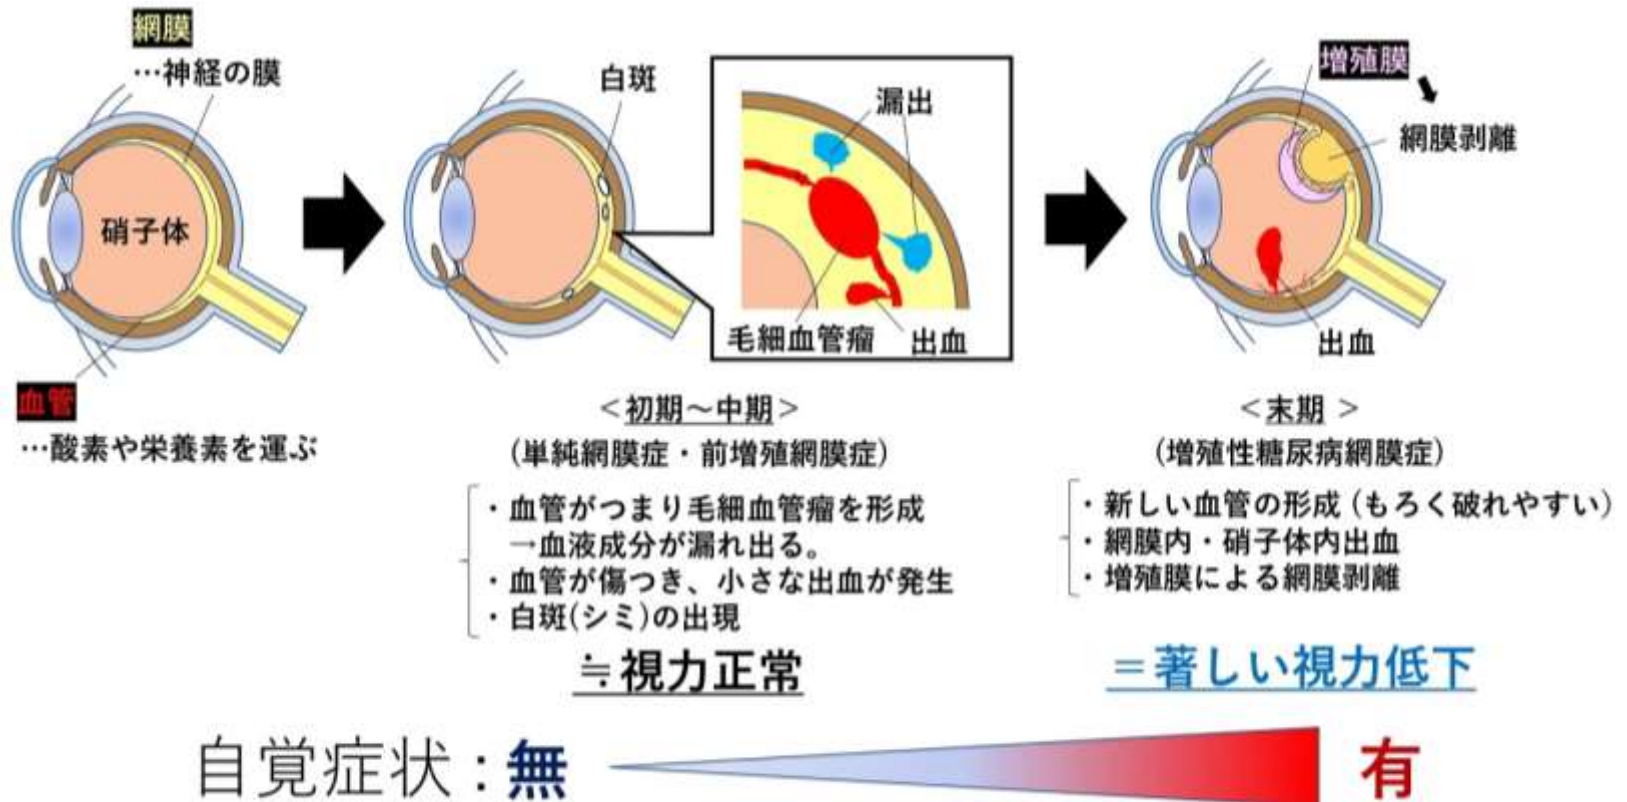 網膜
…神経の膜
硝子体
血管
…酸素や栄養素を運ぶ
白斑
漏出
毛細血管瘤
出血
<初期～中期>
(単純網膜症・前増殖網膜症)
・血管がつまり毛細血管瘤を形成
→血液成分が漏れ出る。
・血管が傷つき、小さな出血が発生
・白斑(シミ)の出現
≒視力正常
増殖膜
網膜剥離
出血
<末期 >
(増殖性糖尿病網膜症)
・新しい血管の形成 (もろく破れやすい)
・網膜内・硝子体内出血
・増殖膜による網膜剥離
＝著しい視力低下
自覚症状：無
有